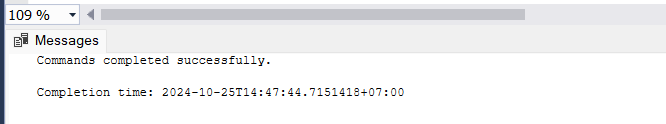 109 %
Messages
Commands completed successfully.
Completion time: 2024-10-25T14:47:44.7151418+07:00